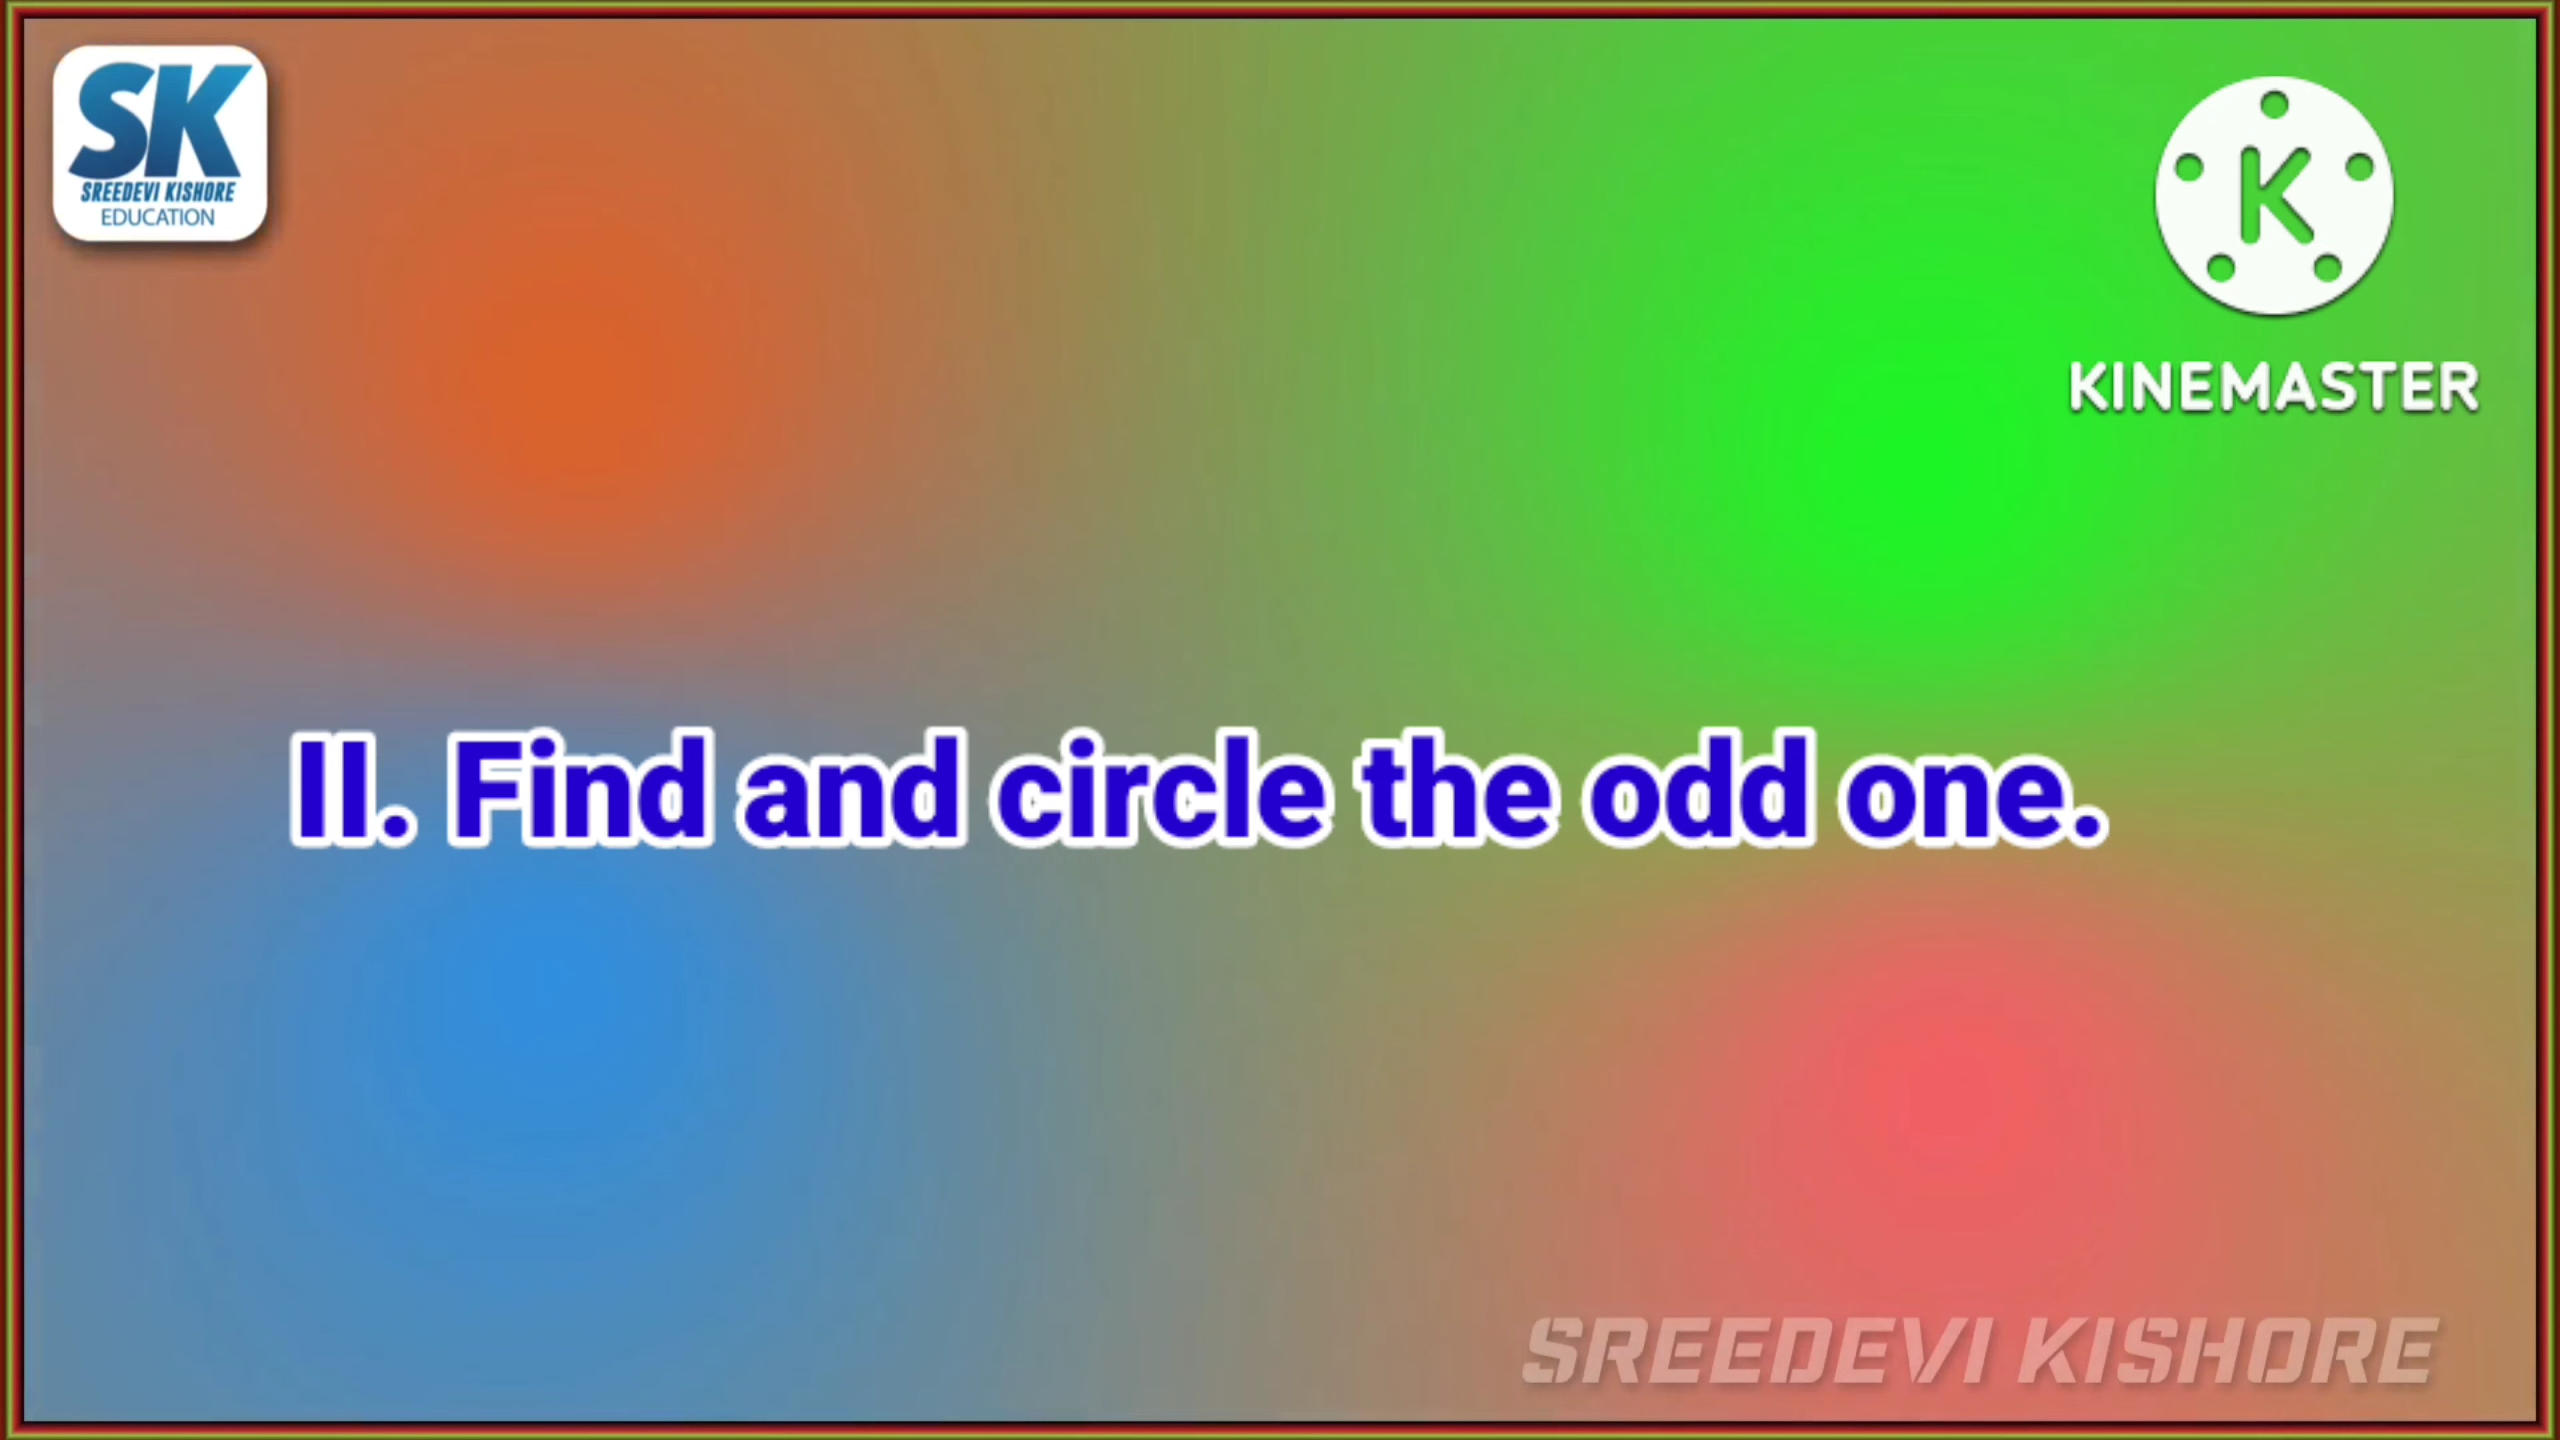 SK
SREEDEVI KISHORE
EDUCATION
K
KINEMASTER
II. Find and circle the odd one.
SREEDEVI KISHORE